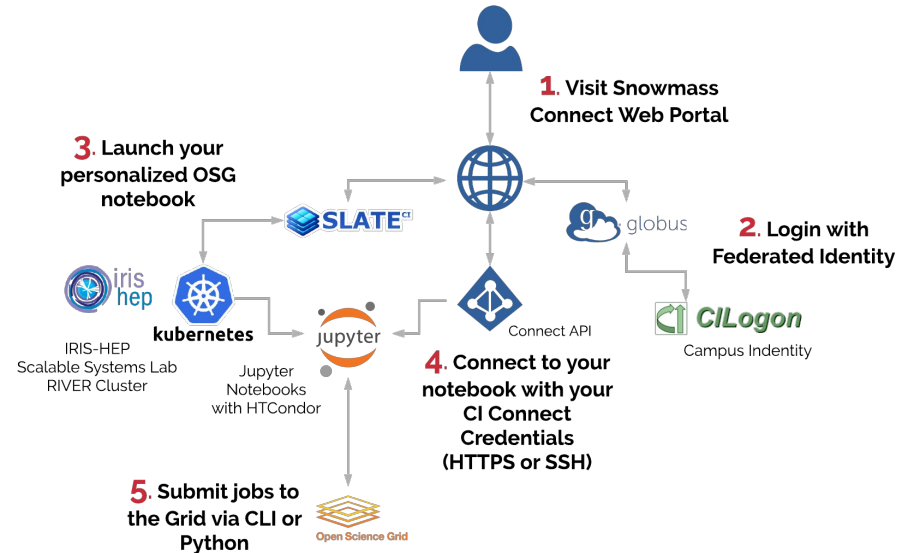 1. Visit Snowmass
Connect Web Portal
3. Launch your
personalized OSG
notebook
SLATE CI
g globus
2. Login with
Federated Identity
iris
hep
kubernetes
IRIS-HEP
Scalable Systems Lab
RIVER Cluster
jupyter
Jupyter
Notebooks
with HTCondor
Connect API
CI CILogon
Campus Indentity
4. Connect to your
notebook with your
CI Connect
Credentials
(HTTPS or SSH)
5. Submit jobs to
the Grid via CLI or
Python
Open Science Grid